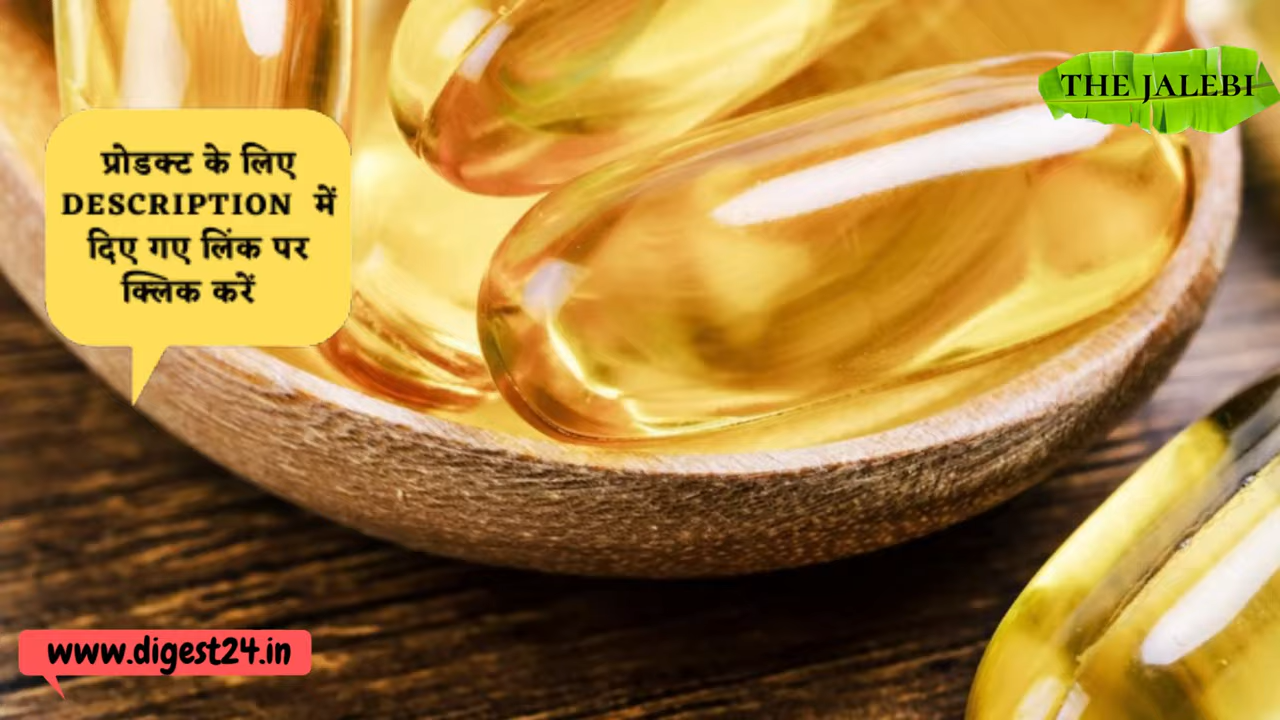 THE JALEBI
प्रोडक्ट के लिए
DESCRIPTION में
दिए गए लिंक पर
क्लिक करें
www.digest24.in